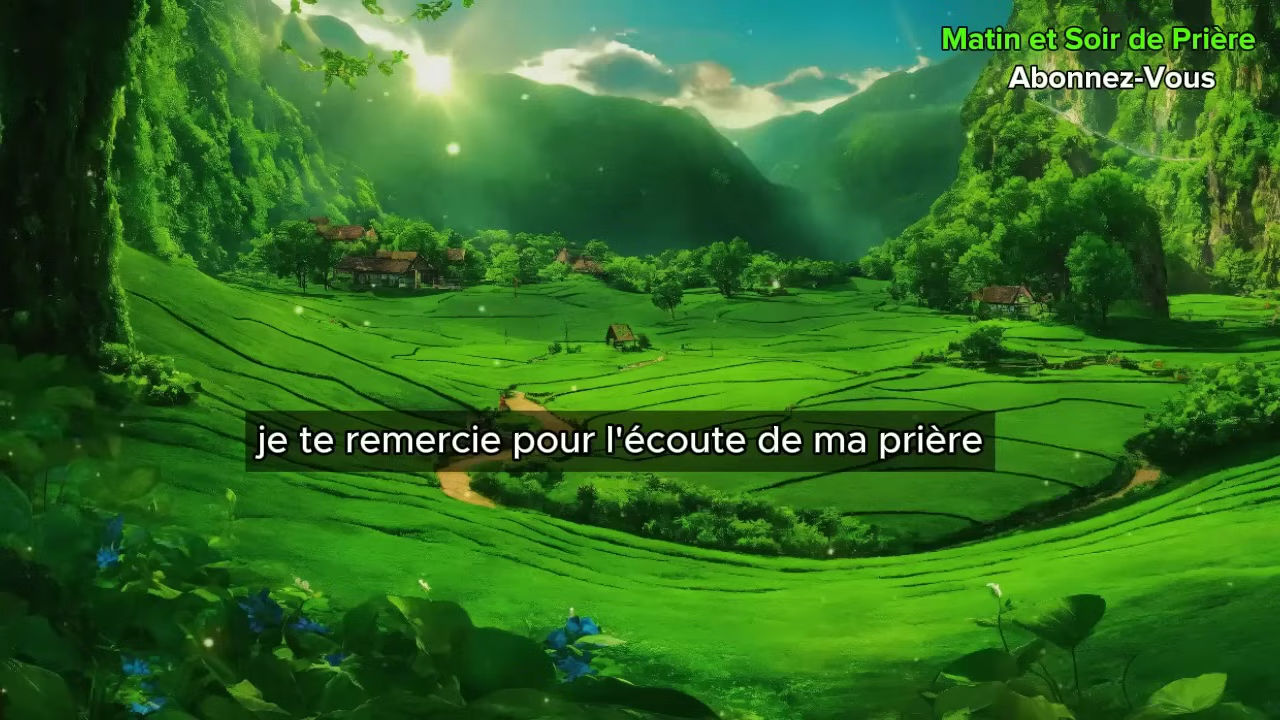 Matin et Soir de Prière
Abonnez-Vous
je te remercie pour l'écoute de ma prière